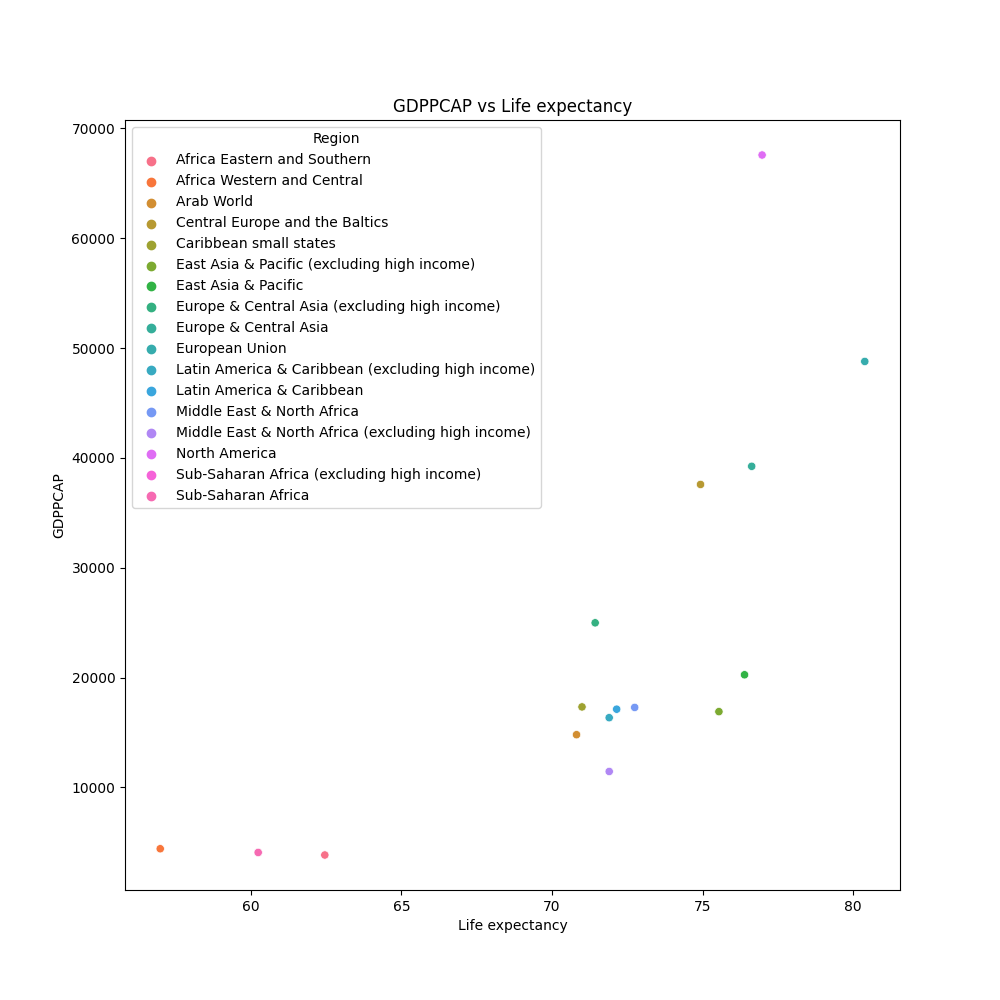 GDPPCAP vs Life expectancy
70000
60000
50000
40000
30000
20000
10000
GDPPCAP
Region
Africa Eastern and Southern
Africa Western and Central
Arab World
Central Europe and the Baltics
Caribbean small states
East Asia & Pacific (excluding high income)
East Asia & Pacific
Europe & Central Asia (excluding high income)
Europe & Central Asia
European Union
Latin America & Caribbean (excluding high income)
Latin America & Caribbean
Middle East & North Africa
Middle East & North Africa (excluding high income)
North America
Sub-Saharan Africa (excluding high income)
Sub-Saharan Africa
60 65 70 75 80
Life expectancy